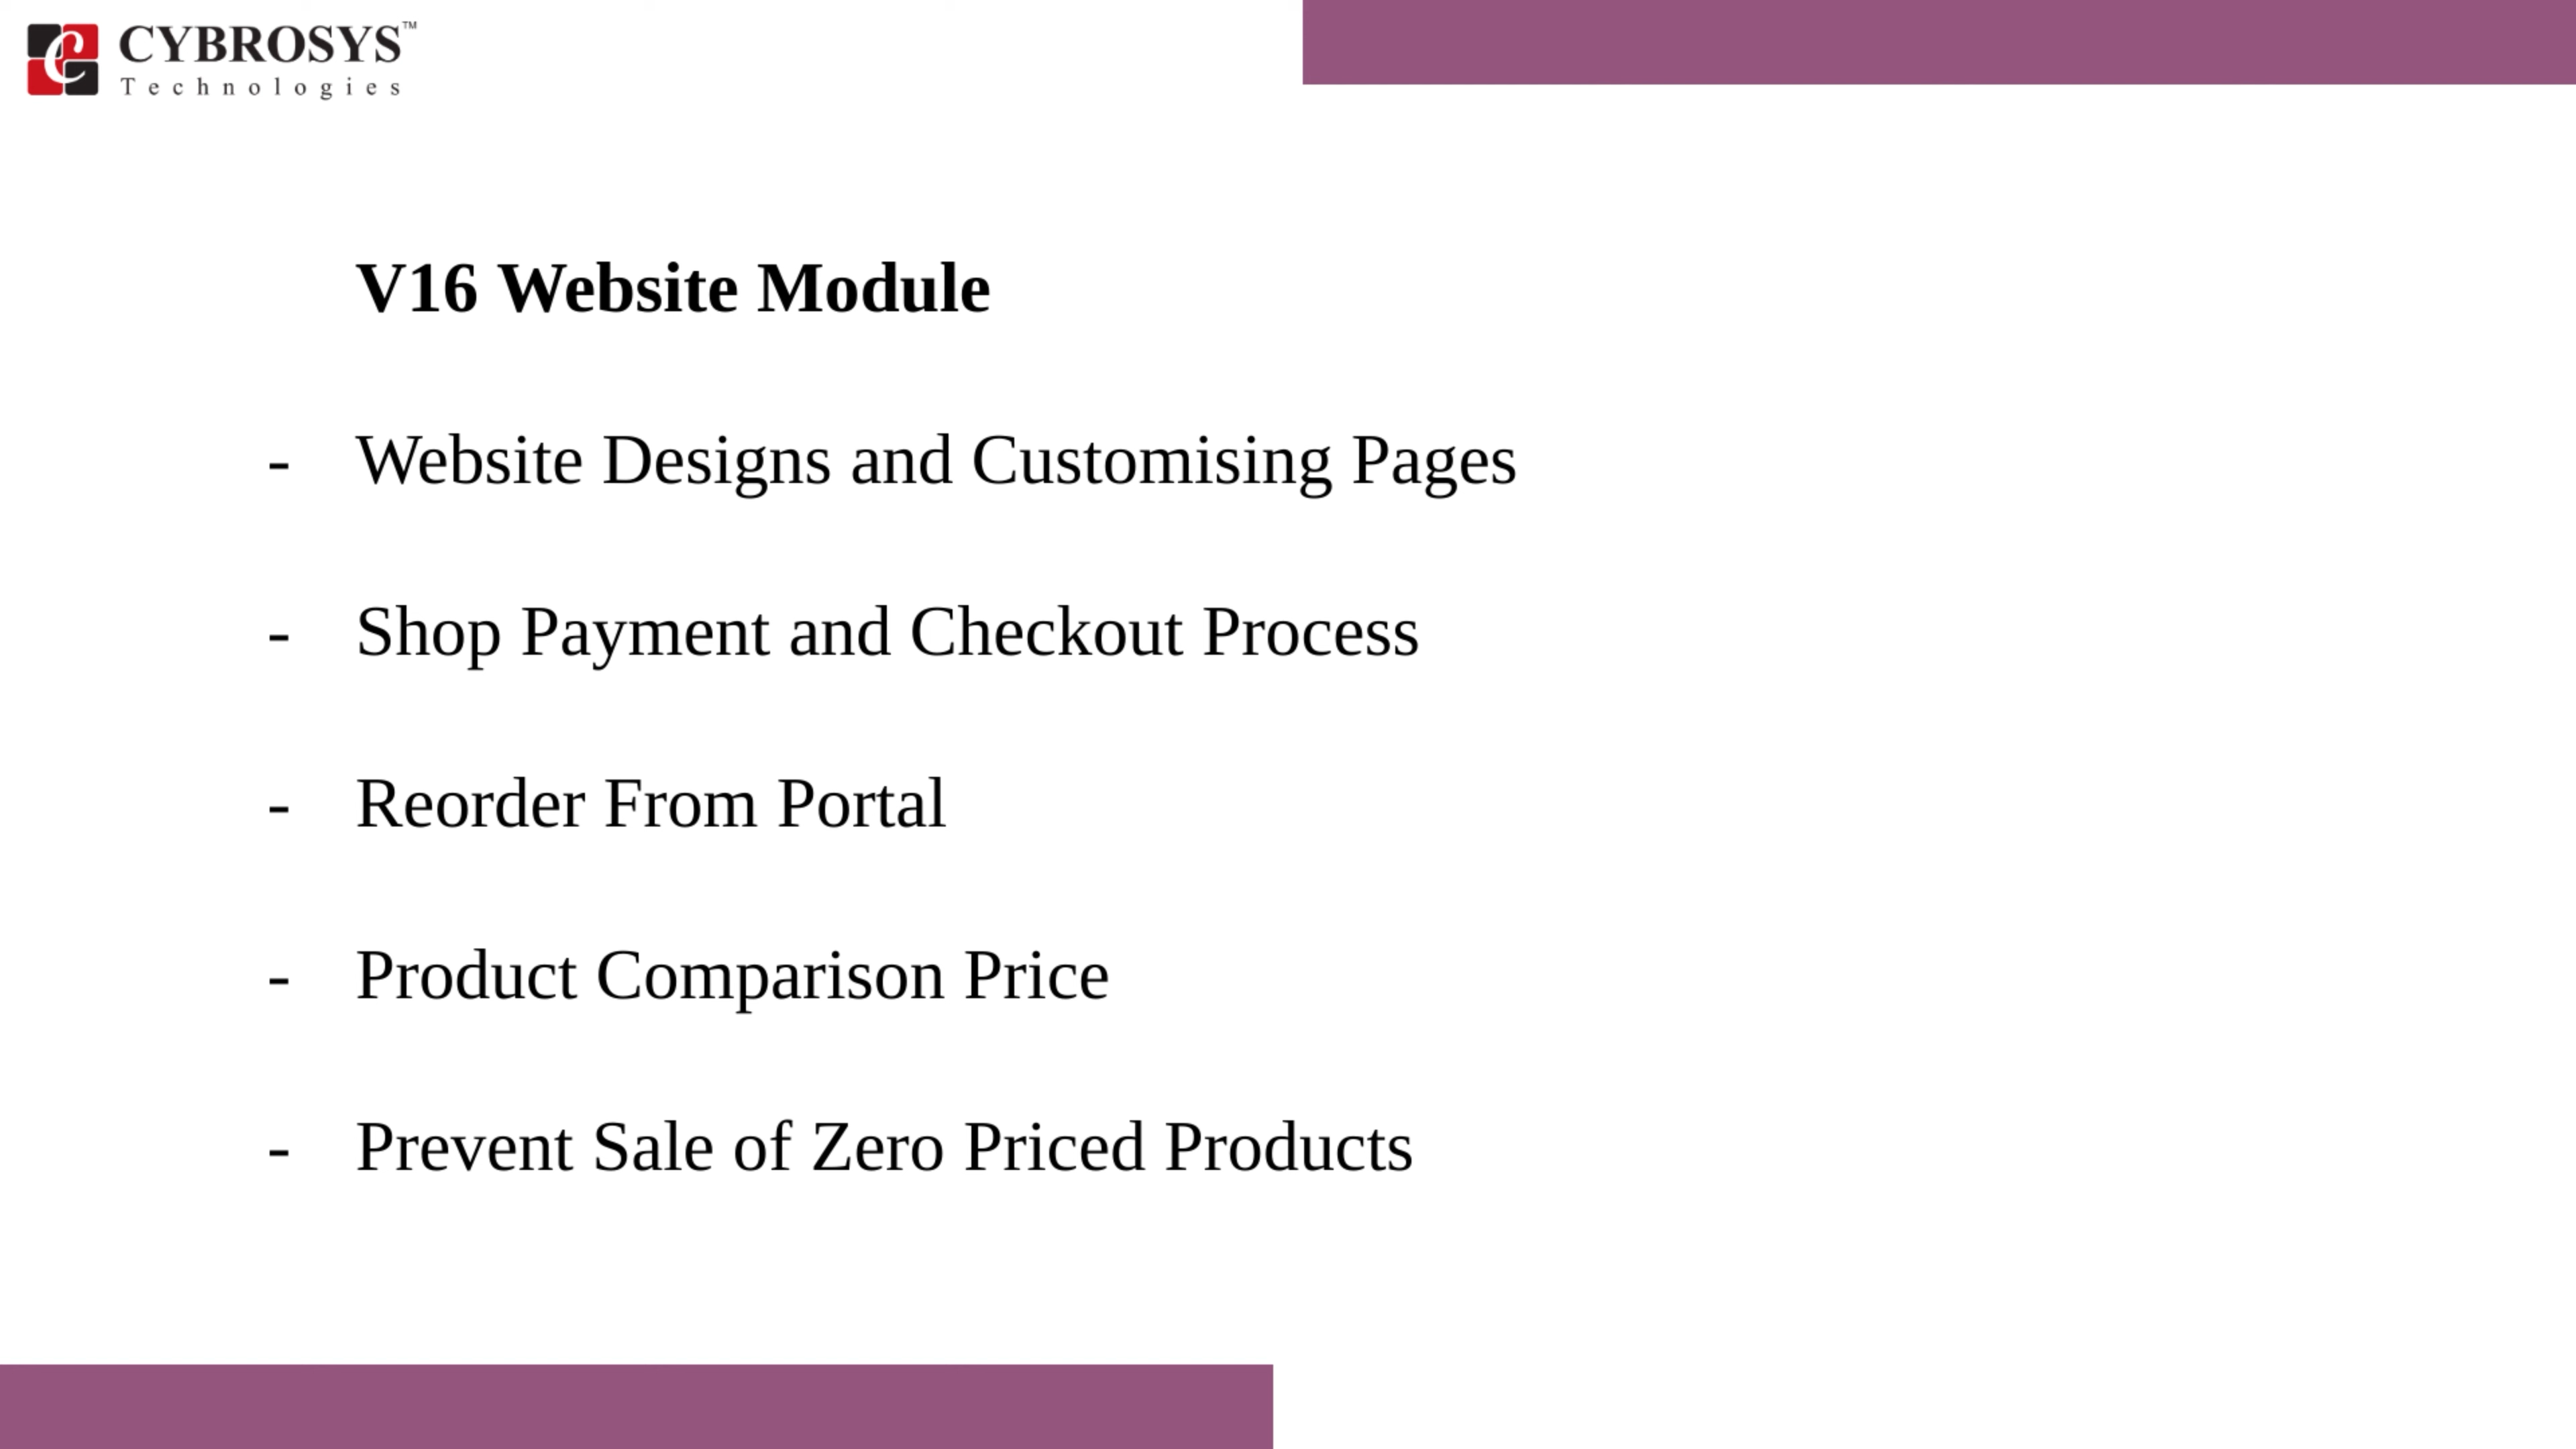 CYBROSYS™
Technologies
V16 Website Module
- Website Designs and Customising Pages
- Shop Payment and Checkout Process
- Reorder From Portal
- Product Comparison Price
- Prevent Sale of Zero Priced Products